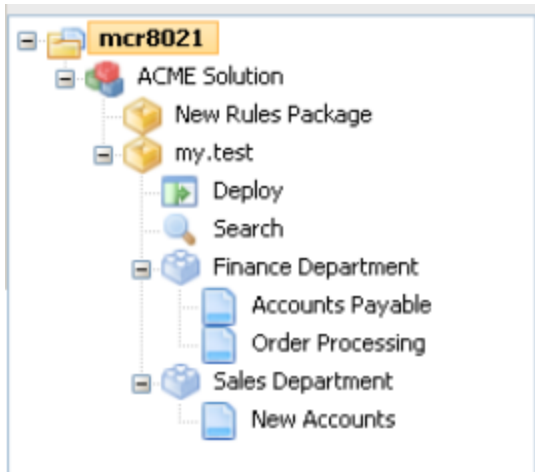 mcr8021
ACME Solution
New Rules Package
my.test
Deploy
Search
Finance Department
Accounts Payable
Order Processing
Sales Department
New Accounts